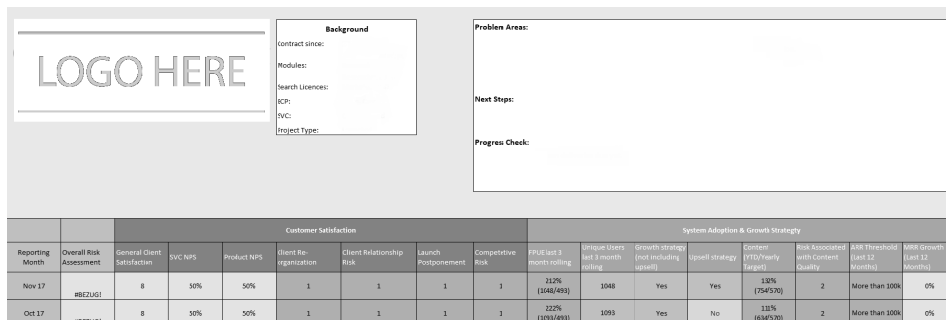 LOGO HERE
Background
Contract since:
Modules:
Search Licences:
ECP:
SVC:
Project Type:
Problem Areas:
Next Steps:
Progress Check:
Customer Satisfaction
System Adoption & Growth Strategty
Reporting Month
Overall Risk Assessment
General Client Satisfaction
SVC NPS
Product NPS
Client Re-organization
Client Relationship Risk
Launch Postponement
Competetive Risk
FPUE last 3 month rolling
Unique Users last 3 month rolling
Growth strategy (not including upsell)
Upsell strategy
Content (YTD/Yearly Target)
Risk Associated with Content Quality
ARR Threshold (Last 12 Months)
MRR Growth (Last 12 Months)
Nov 17 #BEZUG! 8 50% 50% 1 1 1 1 212% (1048/493) 1048 Yes Yes 132% (754/570) 2 More than 100k 0%
Oct 17 #BEZUG! 8 50% 50% 1 1 1 1 222% (1093/493) 1093 Yes No 111% (634/570) 2 More than 100k 0%